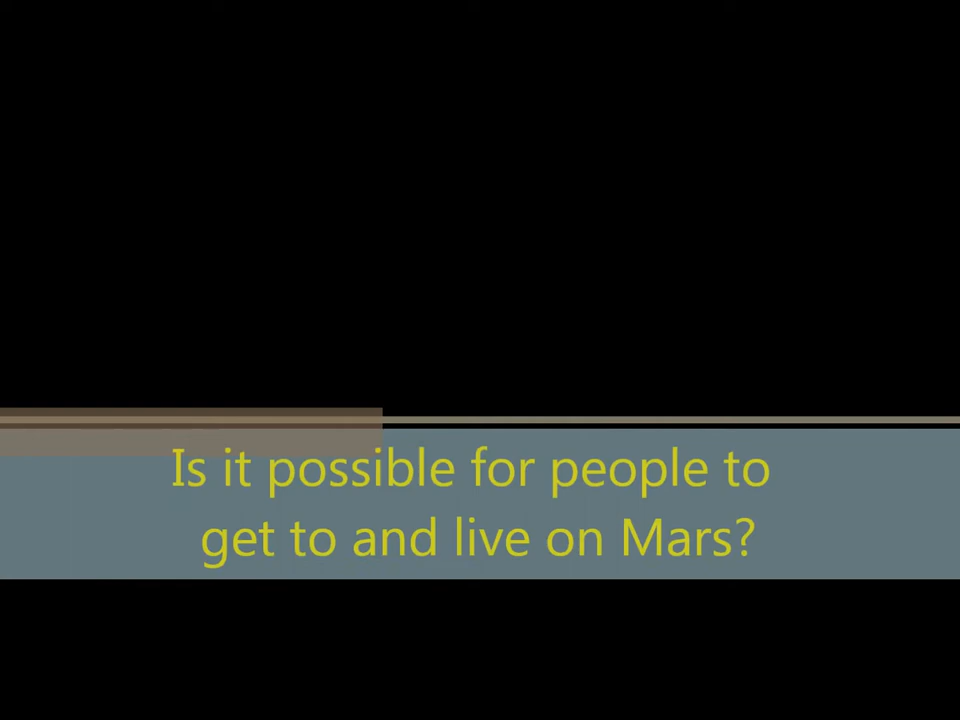 Is it possible for people to
get to and live on Mars?